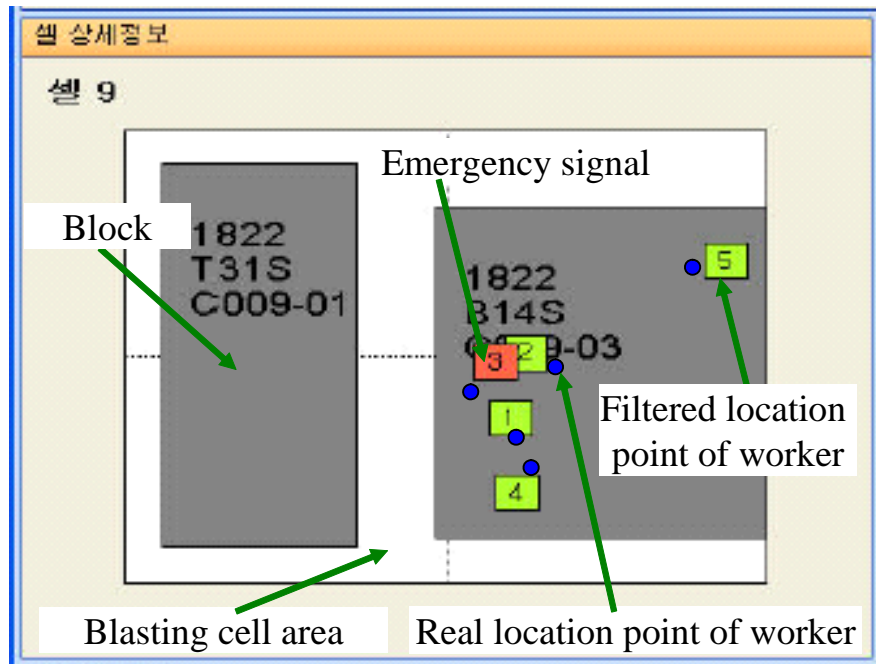 셀 상세정보
셀 9
Emergency signal
Block
1822
T31S
C009-01
1822
B14S
-03
5
3
2
1
4
Filtered location
point of worker
Blasting cell area
Real location point of worker